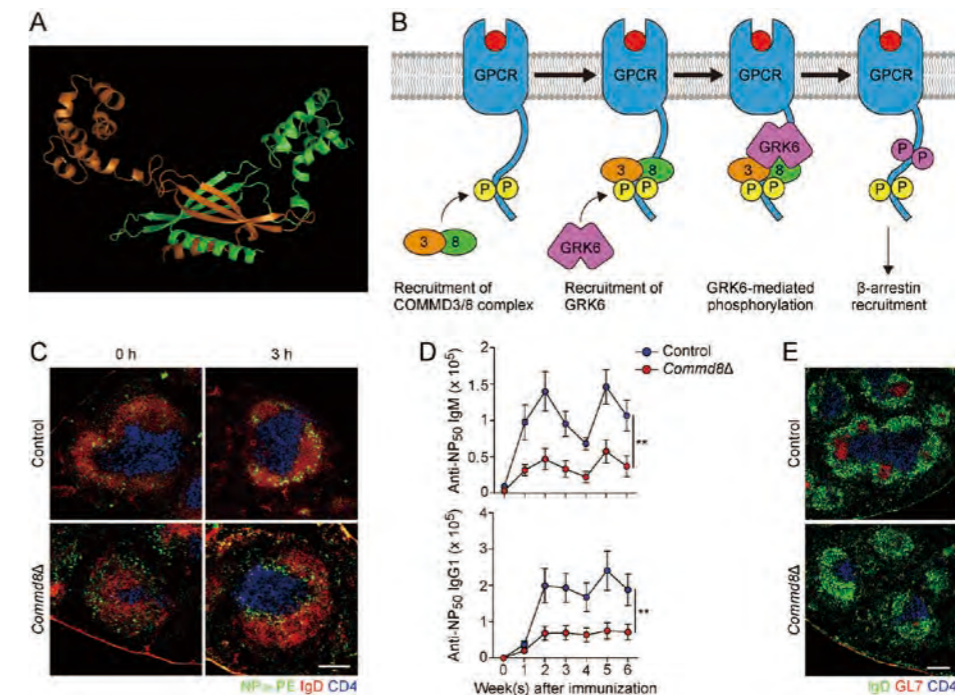 A
B
GPCR GPCR GPCR GPCR
GRK6 P
3 8 3 8 P
P P P P P P P P
3 8 GRK6
Recruitment of COMMD3/8 complex
Recruitment of GRK6
GRK6-mediated phosphorylation
β-arrestin recruitment
C
0 h 3 h
Control
Commd8Δ
PE IgD CD4
D
Control
Commd8Δ
Anti-NP50 IgM (x 10⁵)
2
1.5
1
0.5
0
**
Anti-NP50 IgG1 (x 10⁵)
4
3
2
1
0
**
0 1 2 3 4 5 6
Week(s) after immunization
E
Control
Commd8Δ
IgD GL7 CD4